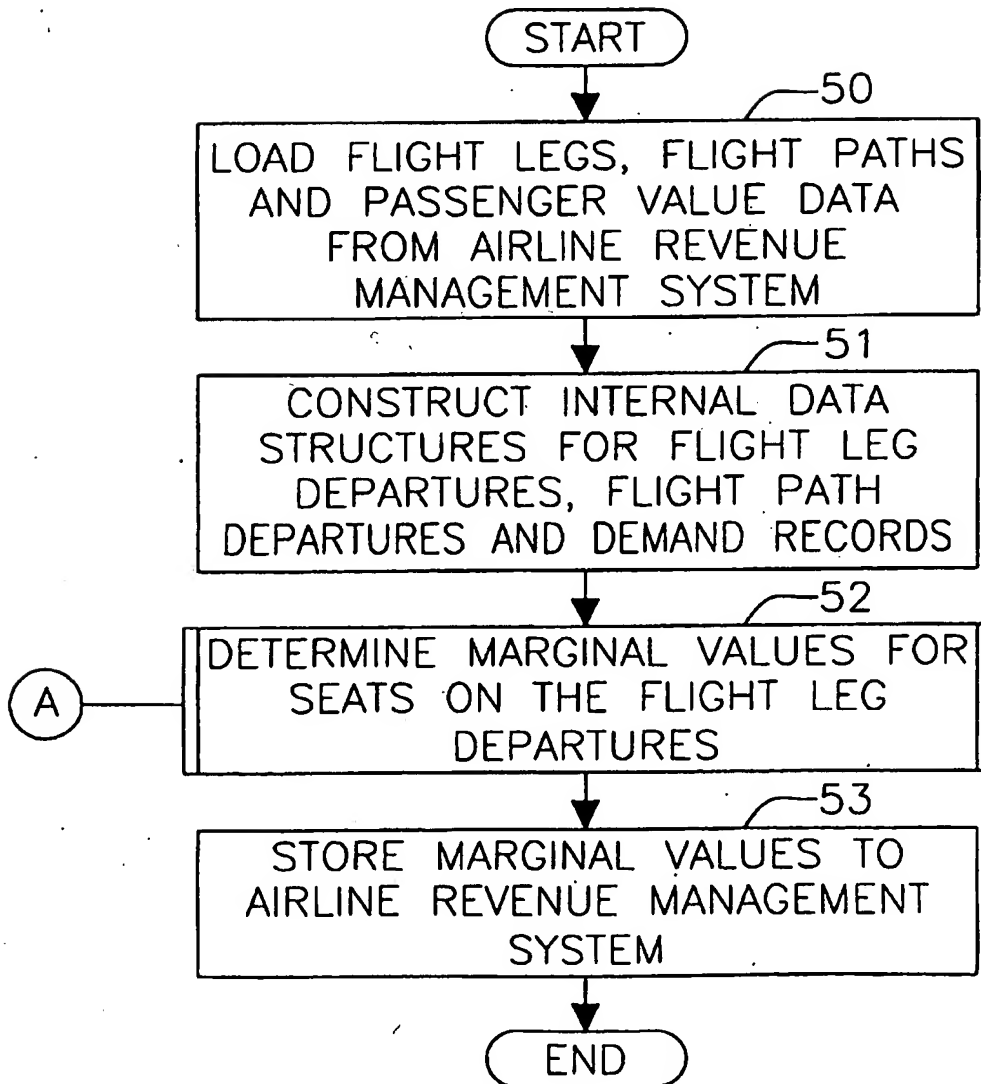 START
50
LOAD FLIGHT LEGS, FLIGHT PATHS
AND PASSENGER VALUE DATA
FROM AIRLINE REVENUE
MANAGEMENT SYSTEM
51
CONSTRUCT INTERNAL DATA
STRUCTURES FOR FLIGHT LEG
DEPARTURES, FLIGHT PATH
DEPARTURES AND DEMAND RECORDS
52
DETERMINE MARGINAL VALUES FOR
SEATS ON THE FLIGHT LEG
DEPARTURES
A
53
STORE MARGINAL VALUES TO
AIRLINE REVENUE MANAGEMENT
SYSTEM
END